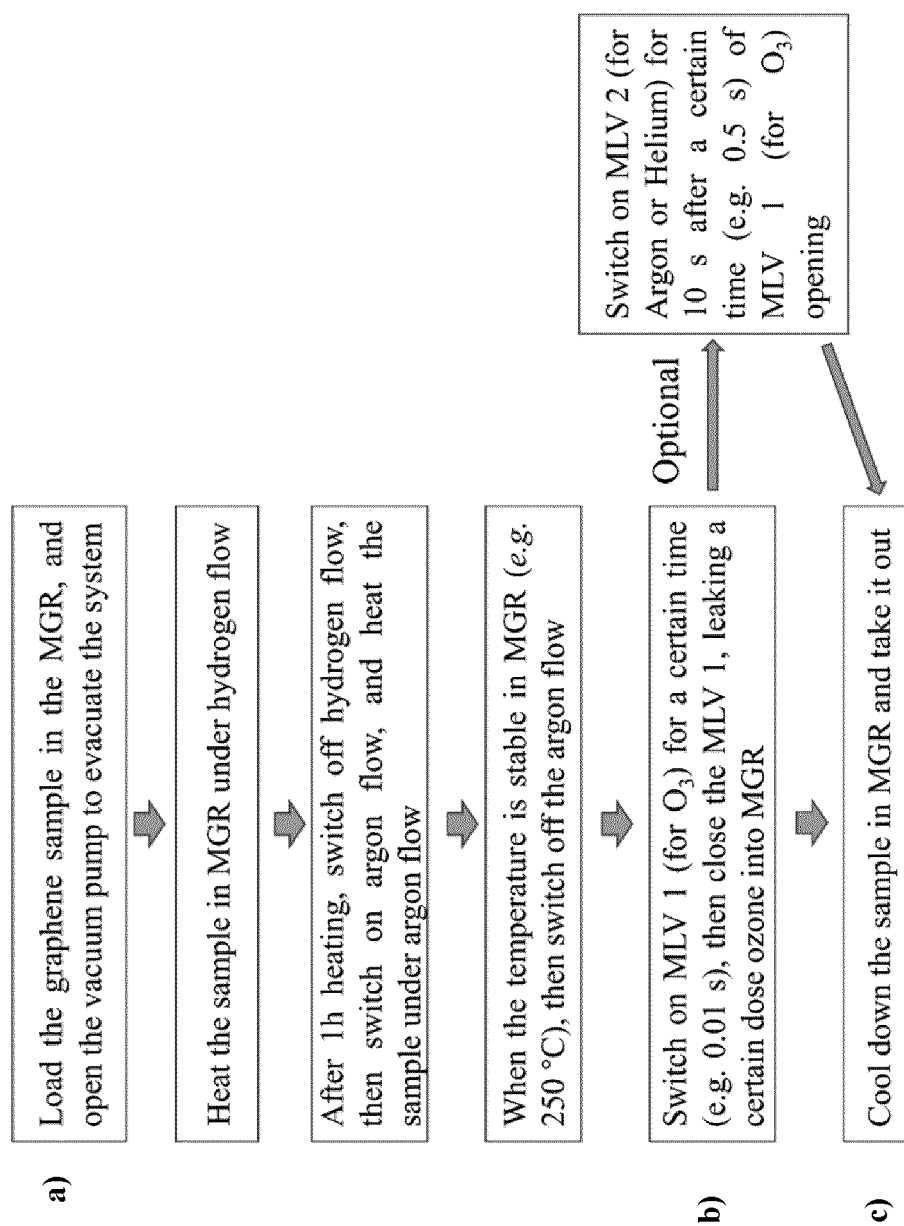 a)
Load the graphene sample in the MGR, and
open the vacuum pump to evacuate the system
Heat the sample in MGR under hydrogen flow
After 1h heating, switch off hydrogen flow,
then switch on argon flow, and heat the
sample under argon flow
When the temperature is stable in MGR (e.g.
250 °C), then switch off the argon flow
b)
Switch on MLV 1 (for O₃) for a certain time
(e.g. 0.01 s), then close the MLV 1, leaking a
certain dose ozone into MGR
Optional
Switch on MLV 2 (for
Argon or Helium) for
10 s after a certain
time (e.g. 0.5 s) of
MLV 1 (for O₃)
opening
c)
Cool down the sample in MGR and take it out